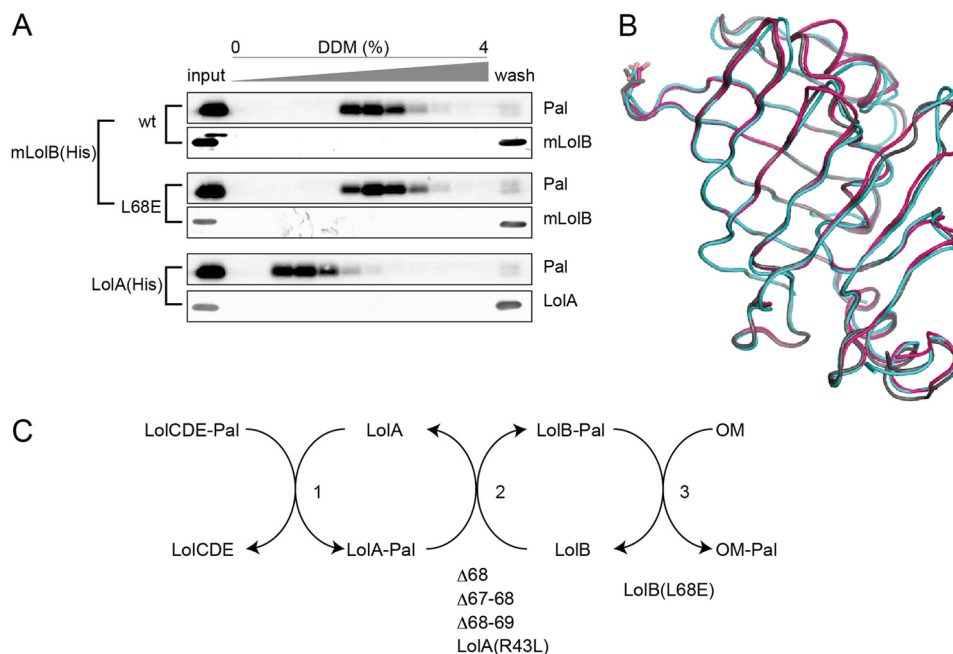 A
B
0 DDM (%) 4
input wash
mLolB(His)
wt
Pal
mLolB
L68E
Pal
mLolB
LolA(His)
Pal
LolA
C
LolCDE-Pal LolA LolB-Pal OM
1 2 3
LolCDE LolA-Pal LolB OM-Pal
Δ68
Δ67-68
Δ68-69
LolA(R43L)
LolB(L68E)